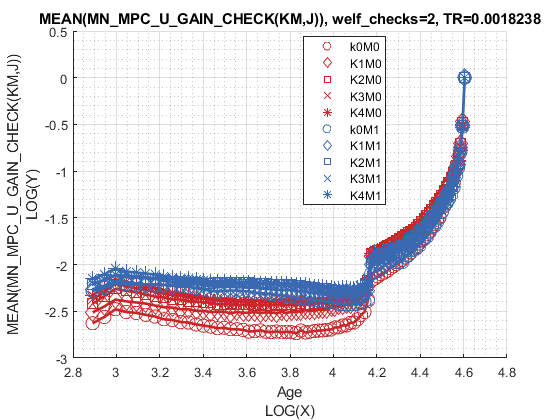 MEAN(MN_MPC_U_GAIN_CHECK(KM,J)), welf_checks=2, TR=0.0018238
MEAN(MN_MPC_U_GAIN_CHECK(KM,J))
LOG(Y)
0.5
0
-0.5
-1
-1.5
-2
-2.5
-3
k0M0
K1M0
K2M0
K3M0
K4M0
k0M1
K1M1
K2M1
K3M1
K4M1
2.8
3
3.2
3.4
3.6
3.8
4
4.2
4.4
4.6
4.8
Age
LOG(X)